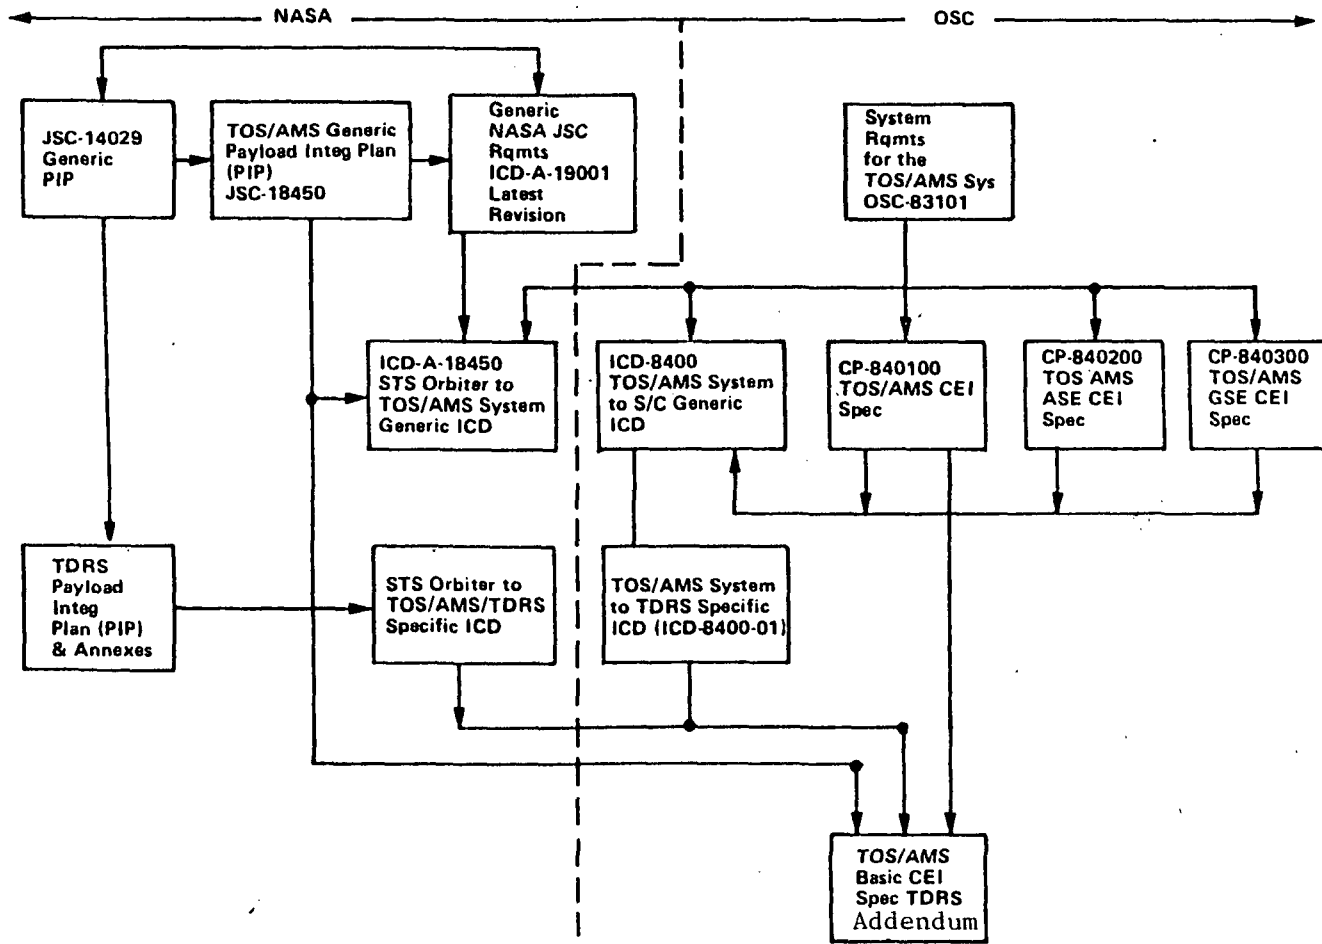 NASA
OSC
JSC-14029
Generic
PIP
TOS/AMS Generic
Payload Integ Plan
(PIP)
JSC-18450
Generic
NASA JSC
Rqmts
ICD-A-19001
Latest
Revision
System
Rqmts
for the
TOS/AMS Sys
OSC-83101
ICD-A-18450
STS Orbiter to
TOS/AMS System
Generic ICD
ICD-8400
TOS/AMS System
to S/C Generic
ICD
CP-840100
TOS/AMS CEI
Spec
CP-840200
TOS AMS
ASE CEI
Spec
CP-840300
TOS/AMS
GSE CEI
Spec
TDRS
Payload
Integ
Plan (PIP)
& Annexes
STS Orbiter to
TOS/AMS/TDRS
Specific ICD
TOS/AMS System
to TDRS Specific
ICD (ICD-8400-01)
TOS/AMS
Basic CEI
Spec TDRS
Addendum